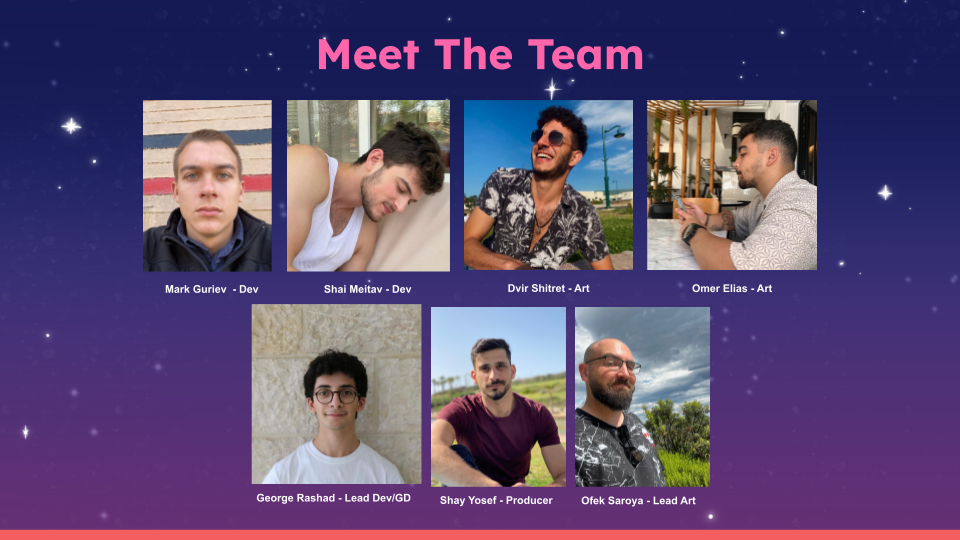 Meet The Team
Mark Guriev - Dev
Shai Meitav - Dev
Dvir Shitret - Art
Omer Elias - Art
George Rashad - Lead Dev/GD
Shay Yosef - Producer
Ofek Saroya - Lead Art